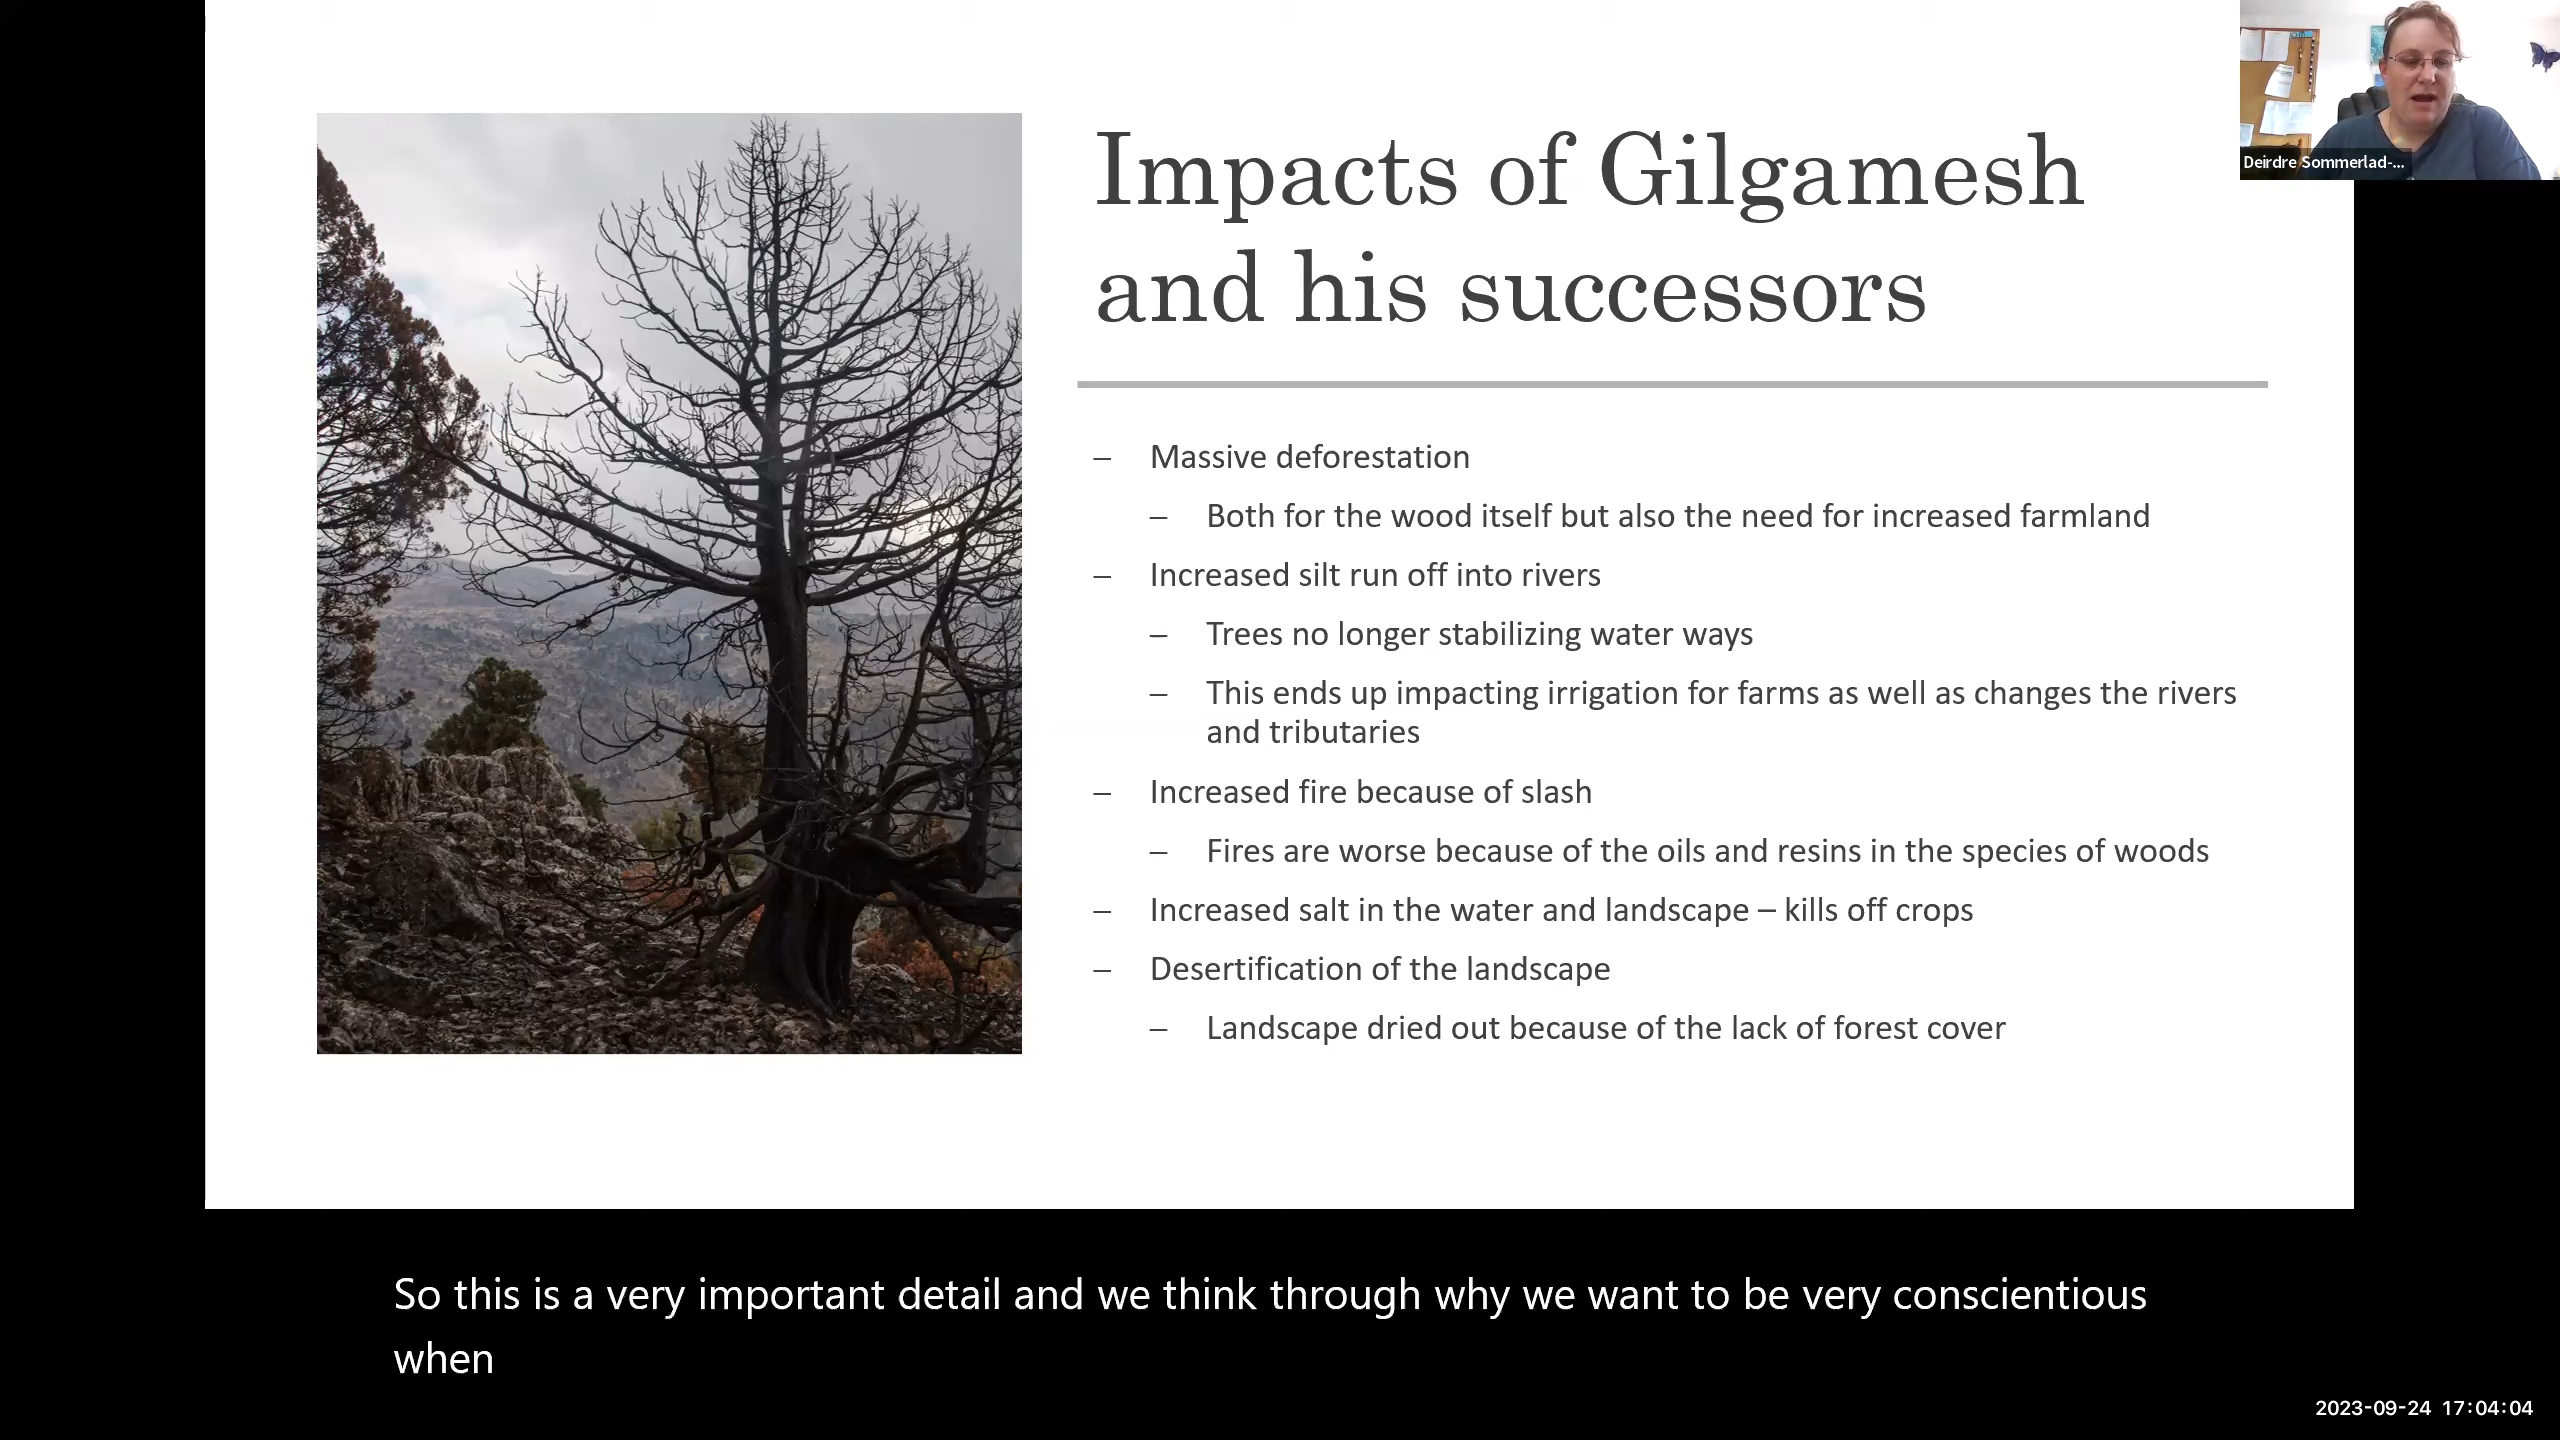 Impacts of Gilgamesh
and his successors
– Massive deforestation
– Both for the wood itself but also the need for increased farmland
– Increased silt run off into rivers
– Trees no longer stabilizing water ways
– This ends up impacting irrigation for farms as well as changes the rivers
and tributaries
– Increased fire because of slash
– Fires are worse because of the oils and resins in the species of woods
– Increased salt in the water and landscape – kills off crops
– Desertification of the landscape
– Landscape dried out because of the lack of forest cover
Deirdre Sommerlad-...
So this is a very important detail and we think through why we want to be very conscientious
when
2023-09-24 17:04:04